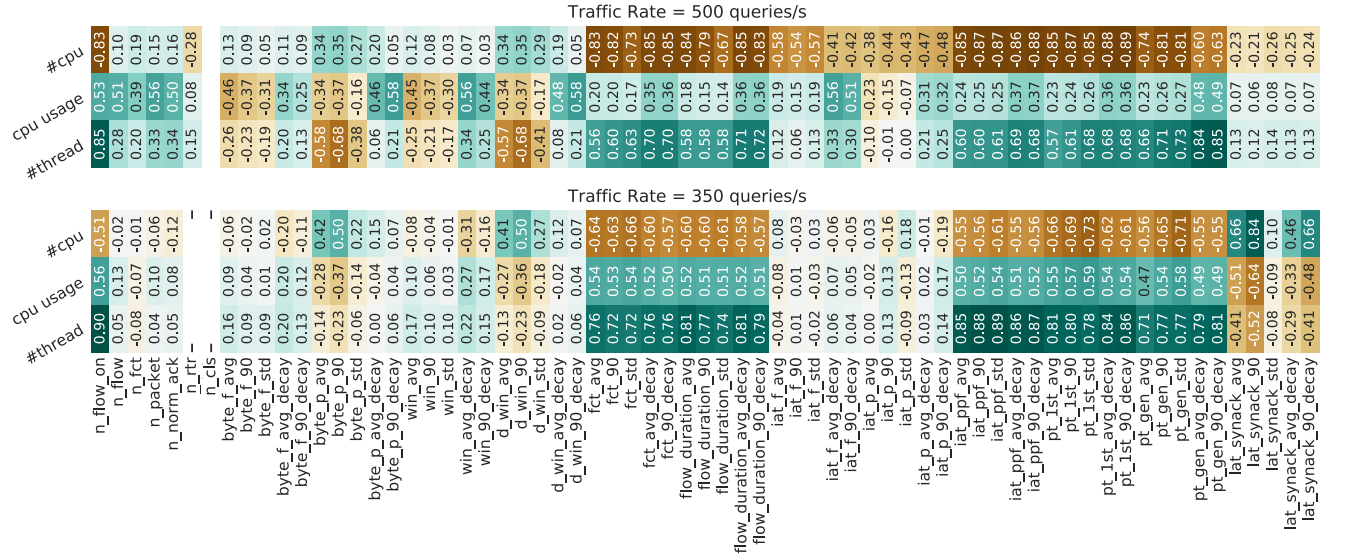 Traffic Rate = 500 queries/s
#cpu -0.83 0.10 0.19 0.15 0.16 -0.28 0.13 0.09 0.05 0.11 0.09 0.34 0.35 0.27 0.20 0.05 0.12 0.08 0.03 0.07 0.03 0.34 0.35 0.29 0.19 0.05 -0.83 -0.82 -0.75 -0.85 -0.85 -0.83 -0.79 -0.67 -0.85 -0.83 -0.58 -0.54 -0.57 -0.41 -0.42 -0.38 -0.44 -0.43 -0.47 -0.48 -0.85 -0.87 -0.87 -0.86 -0.88 -0.85 -0.87 -0.85 -0.88 -0.89 -0.74 -0.83 -0.81 -0.60 -0.63 -0.23 -0.21 -0.26 -0.25 -0.24
cpu usage 0.53 0.51 0.39 0.56 0.50 0.08 -0.46 -0.37 -0.31 0.34 0.25 -0.34 -0.37 -0.16 0.46 0.58 -0.45 -0.37 -0.30 0.56 0.44 -0.34 -0.37 -0.17 0.48 0.58 0.20 0.20 0.17 0.35 0.36 0.18 0.15 0.14 0.36 0.36 0.12 0.15 0.19 0.56 0.51 -0.23 -0.15 -0.07 0.31 0.32 0.24 0.25 0.25 0.37 0.37 0.23 0.24 0.26 0.36 0.36 0.23 0.26 0.27 0.48 0.49 0.07 0.06 0.08 0.07 0.07
#thread 0.85 0.28 0.20 0.33 0.34 0.15 -0.26 -0.23 -0.19 0.20 0.13 -0.58 -0.68 -0.38 0.06 0.21 -0.25 -0.21 -0.17 0.34 0.25 -0.57 -0.68 -0.41 0.08 0.21 0.56 0.60 0.58 0.70 0.70 0.59 0.58 0.58 0.71 0.72 0.12 0.06 0.13 0.33 0.30 -0.10 -0.01 0.00 0.14 0.13 0.60 0.60 0.61 0.69 0.68 0.57 0.61 0.61 0.68 0.68 0.66 0.71 0.73 0.84 0.85 0.13 0.12 0.14 0.13 0.13
Traffic Rate = 350 queries/s
#cpu -0.51 -0.02 -0.01 -0.06 -0.12 -0.06 -0.02 0.02 -0.20 -0.11 0.42 0.50 0.22 0.15 0.07 -0.08 -0.04 -0.01 -0.31 -0.16 0.41 0.50 0.27 0.12 0.07 -0.64 -0.63 -0.66 -0.60 -0.57 -0.60 -0.60 -0.61 -0.58 -0.57 0.08 -0.03 0.03 -0.06 -0.05 -0.03 -0.16 0.18 -0.01 -0.19 -0.55 -0.56 -0.61 -0.56 -0.56 -0.66 -0.69 -0.73 -0.62 -0.61 -0.56 -0.65 -0.71 -0.55 -0.55 0.66 0.84 0.10 0.46 0.66
cpu usage 0.56 0.13 -0.07 0.10 0.08 0.09 0.04 0.01 0.20 0.12 -0.28 -0.37 -0.14 -0.04 0.04 0.10 0.06 0.03 0.27 0.17 -0.27 -0.36 -0.18 -0.02 0.04 0.54 0.53 0.54 0.52 0.50 0.52 0.51 0.51 0.52 0.51 -0.08 -0.01 -0.03 0.07 0.05 -0.02 0.13 -0.13 0.01 0.17 0.50 0.52 0.54 0.51 0.52 0.55 0.57 0.59 0.54 0.54 0.47 0.54 0.58 0.49 0.49 -0.51 -0.64 -0.09 -0.33 -0.48
#thread 0.90 0.05 -0.08 0.04 0.05 0.16 0.09 0.09 0.20 0.13 -0.14 -0.23 -0.06 -0.00 0.06 0.17 0.10 0.11 0.22 0.15 -0.13 -0.23 -0.09 -0.02 0.06 0.76 0.72 0.72 0.76 0.76 0.81 0.77 0.74 0.81 0.79 -0.04 0.01 -0.02 0.06 0.04 0.03 0.13 -0.09 0.06 0.14 0.85 0.88 0.89 0.86 0.87 0.81 0.80 0.78 0.84 0.86 0.71 0.77 0.77 0.79 0.81 -0.41 -0.52 -0.08 -0.29 -0.41
n_flow_on
n_flow
n_fct
n_packet
n_norm_ack
n_rtr
n_cls
byte_f_avg
byte_f_90
byte_f_std
byte_f_avg_decay
byte_f_90_decay
byte_p_avg
byte_p_90
byte_p_std
byte_p_avg_decay
byte_p_90_decay
win_avg
win_90
win_std
win_avg_decay
win_90_decay
d_win_avg
d_win_90
d_win_std
d_win_avg_decay
d_win_90_decay
fct_avg
fct_90
fct_std
fct_avg_decay
fct_90_decay
flow_duration_avg
flow_duration_90
flow_duration_std
flow_duration_avg_decay
flow_duration_90_decay
iat_f_avg
iat_f_90
iat_f_std
iat_f_avg_decay
iat_f_90_decay
iat_p_avg
iat_p_90
iat_p_std
iat_p_avg_decay
iat_p_90_decay
iat_ppf_avg
iat_ppf_90
iat_ppf_std
iat_ppf_avg_decay
iat_ppf_90_decay
pt_1st_avg
pt_1st_90
pt_1st_std
pt_1st_avg_decay
pt_1st_90_decay
pt_gen_avg
pt_gen_90
pt_gen_std
pt_gen_avg_decay
pt_gen_90_decay
lat_synack_avg
lat_synack_90
lat_synack_std
lat_synack_avg_decay
lat_synack_90_decay